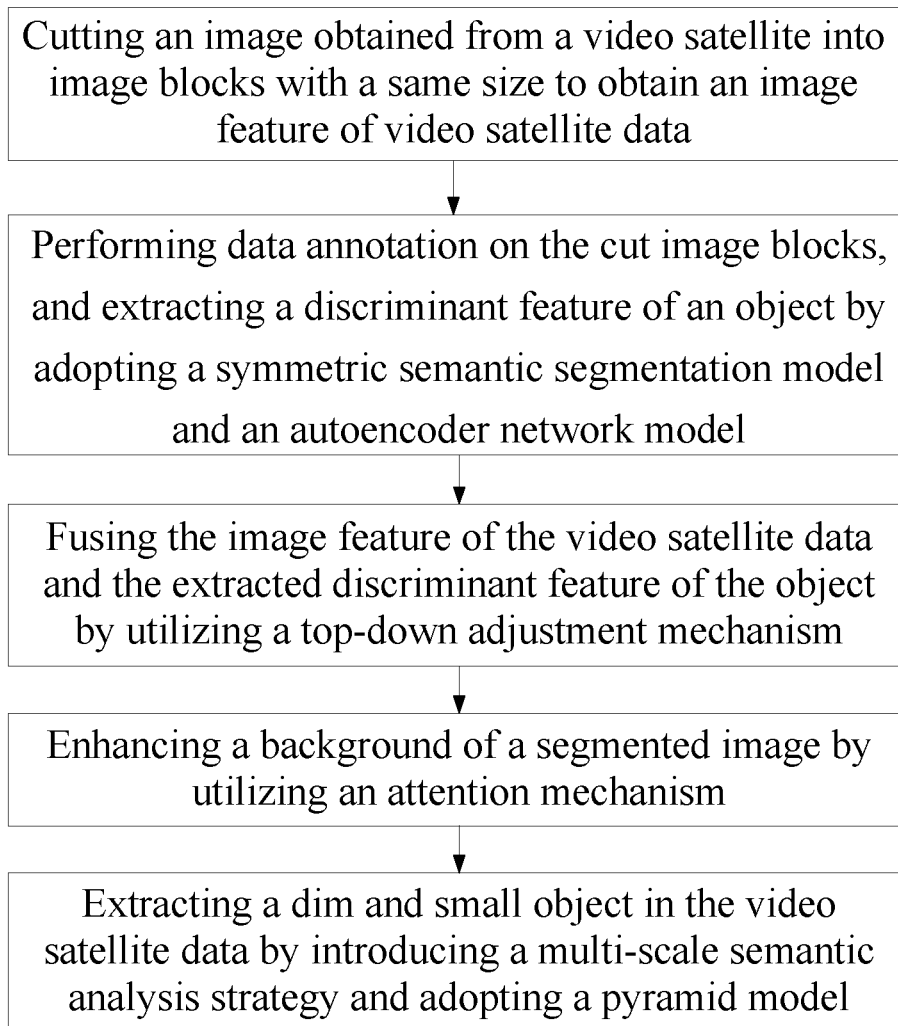 Cutting an image obtained from a video satellite into
image blocks with a same size to obtain an image
feature of video satellite data
Performing data annotation on the cut image blocks,
and extracting a discriminant feature of an object by
adopting a symmetric semantic segmentation model
and an autoencoder network model
Fusing the image feature of the video satellite data
and the extracted discriminant feature of the object
by utilizing a top-down adjustment mechanism
Enhancing a background of a segmented image by
utilizing an attention mechanism
Extracting a dim and small object in the video
satellite data by introducing a multi-scale semantic
analysis strategy and adopting a pyramid model